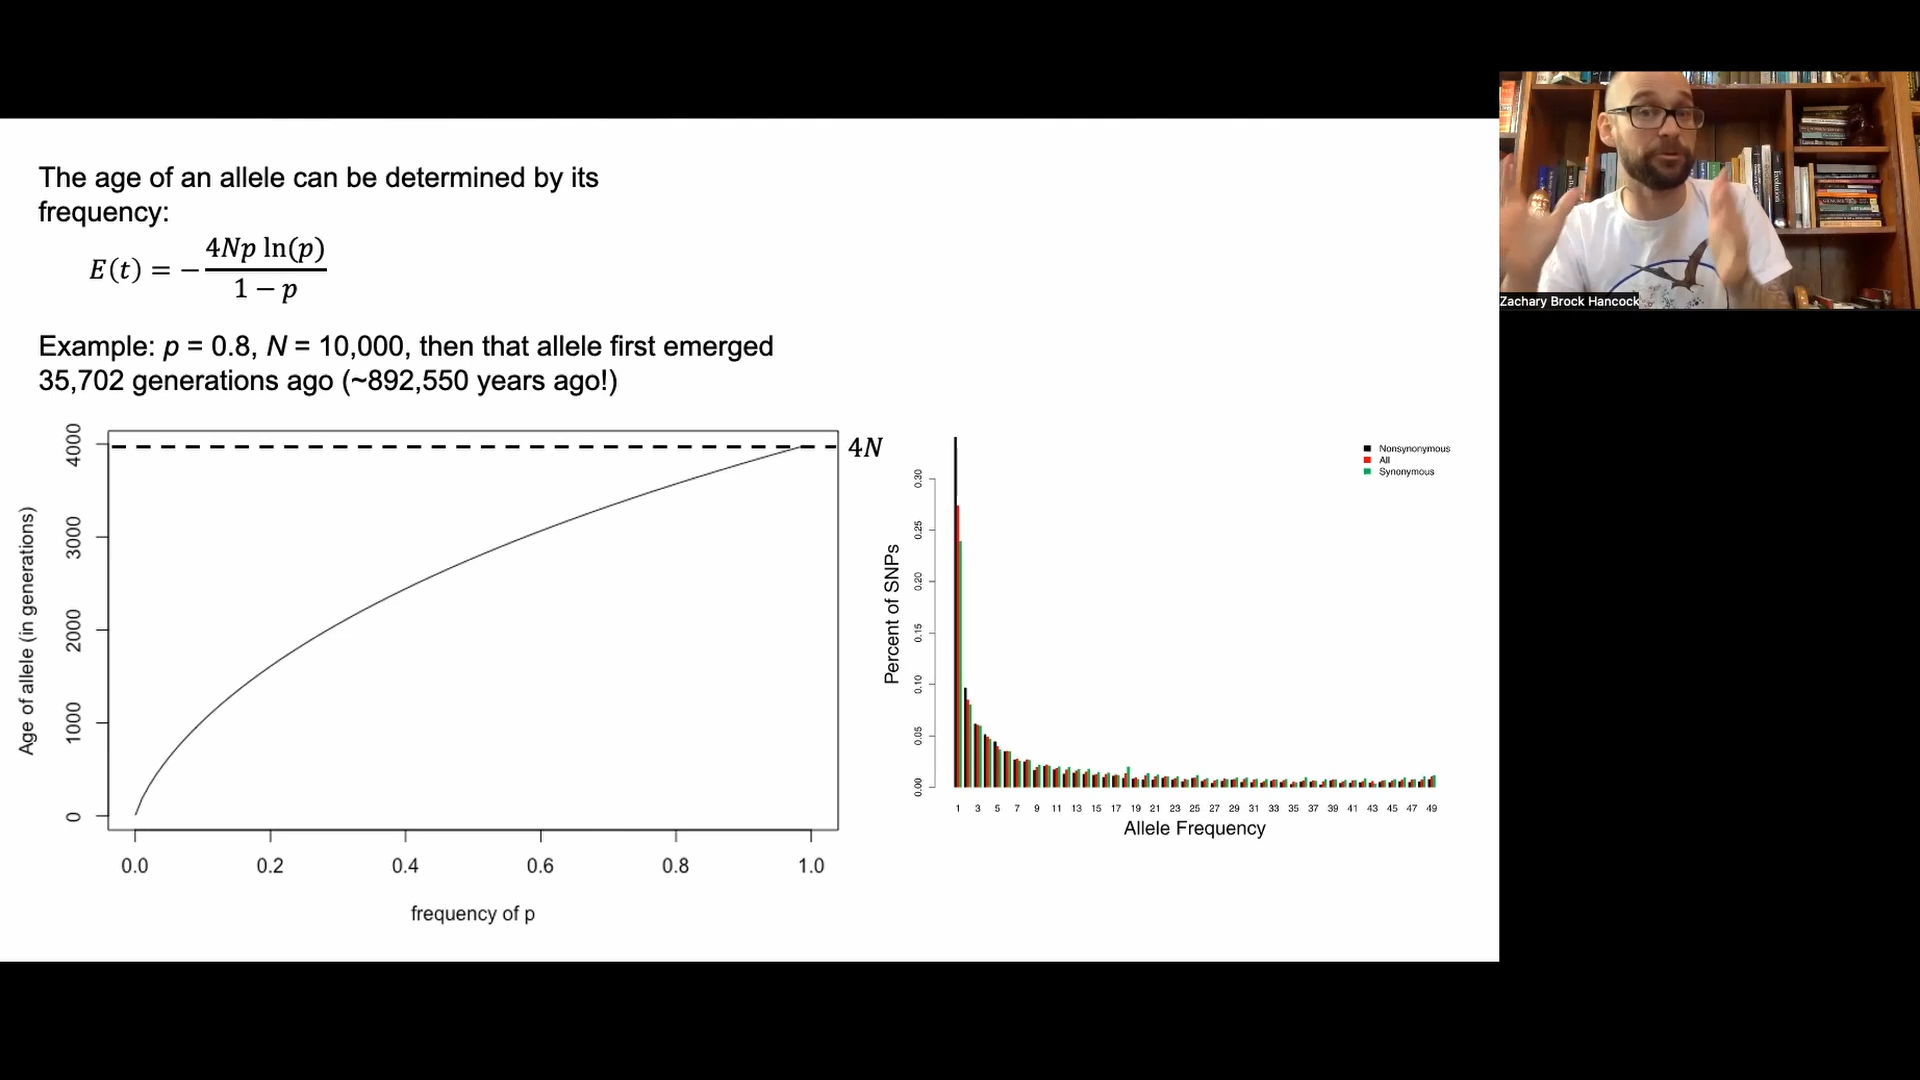 The age of an allele can be determined by its
frequency:
E(t) = − 4Np ln(p) / 1 − p
Example: p = 0.8, N = 10,000, then that allele first emerged
35,702 generations ago (~892,550 years ago!)
Age of allele (in generations)
4000
3000
2000
1000
0
4N
0.0 0.2 0.4 0.6 0.8 1.0
frequency of p
Percent of SNPs
0.30
0.25
0.20
0.15
0.10
0.05
0.00
Nonsynonymous
All
Synonymous
1 3 5 7 9 11 13 15 17 19 21 23 25 27 29 31 33 35 37 39 41 43 45 47 49
Allele Frequency
Zachary Brock Hancock
Evolution